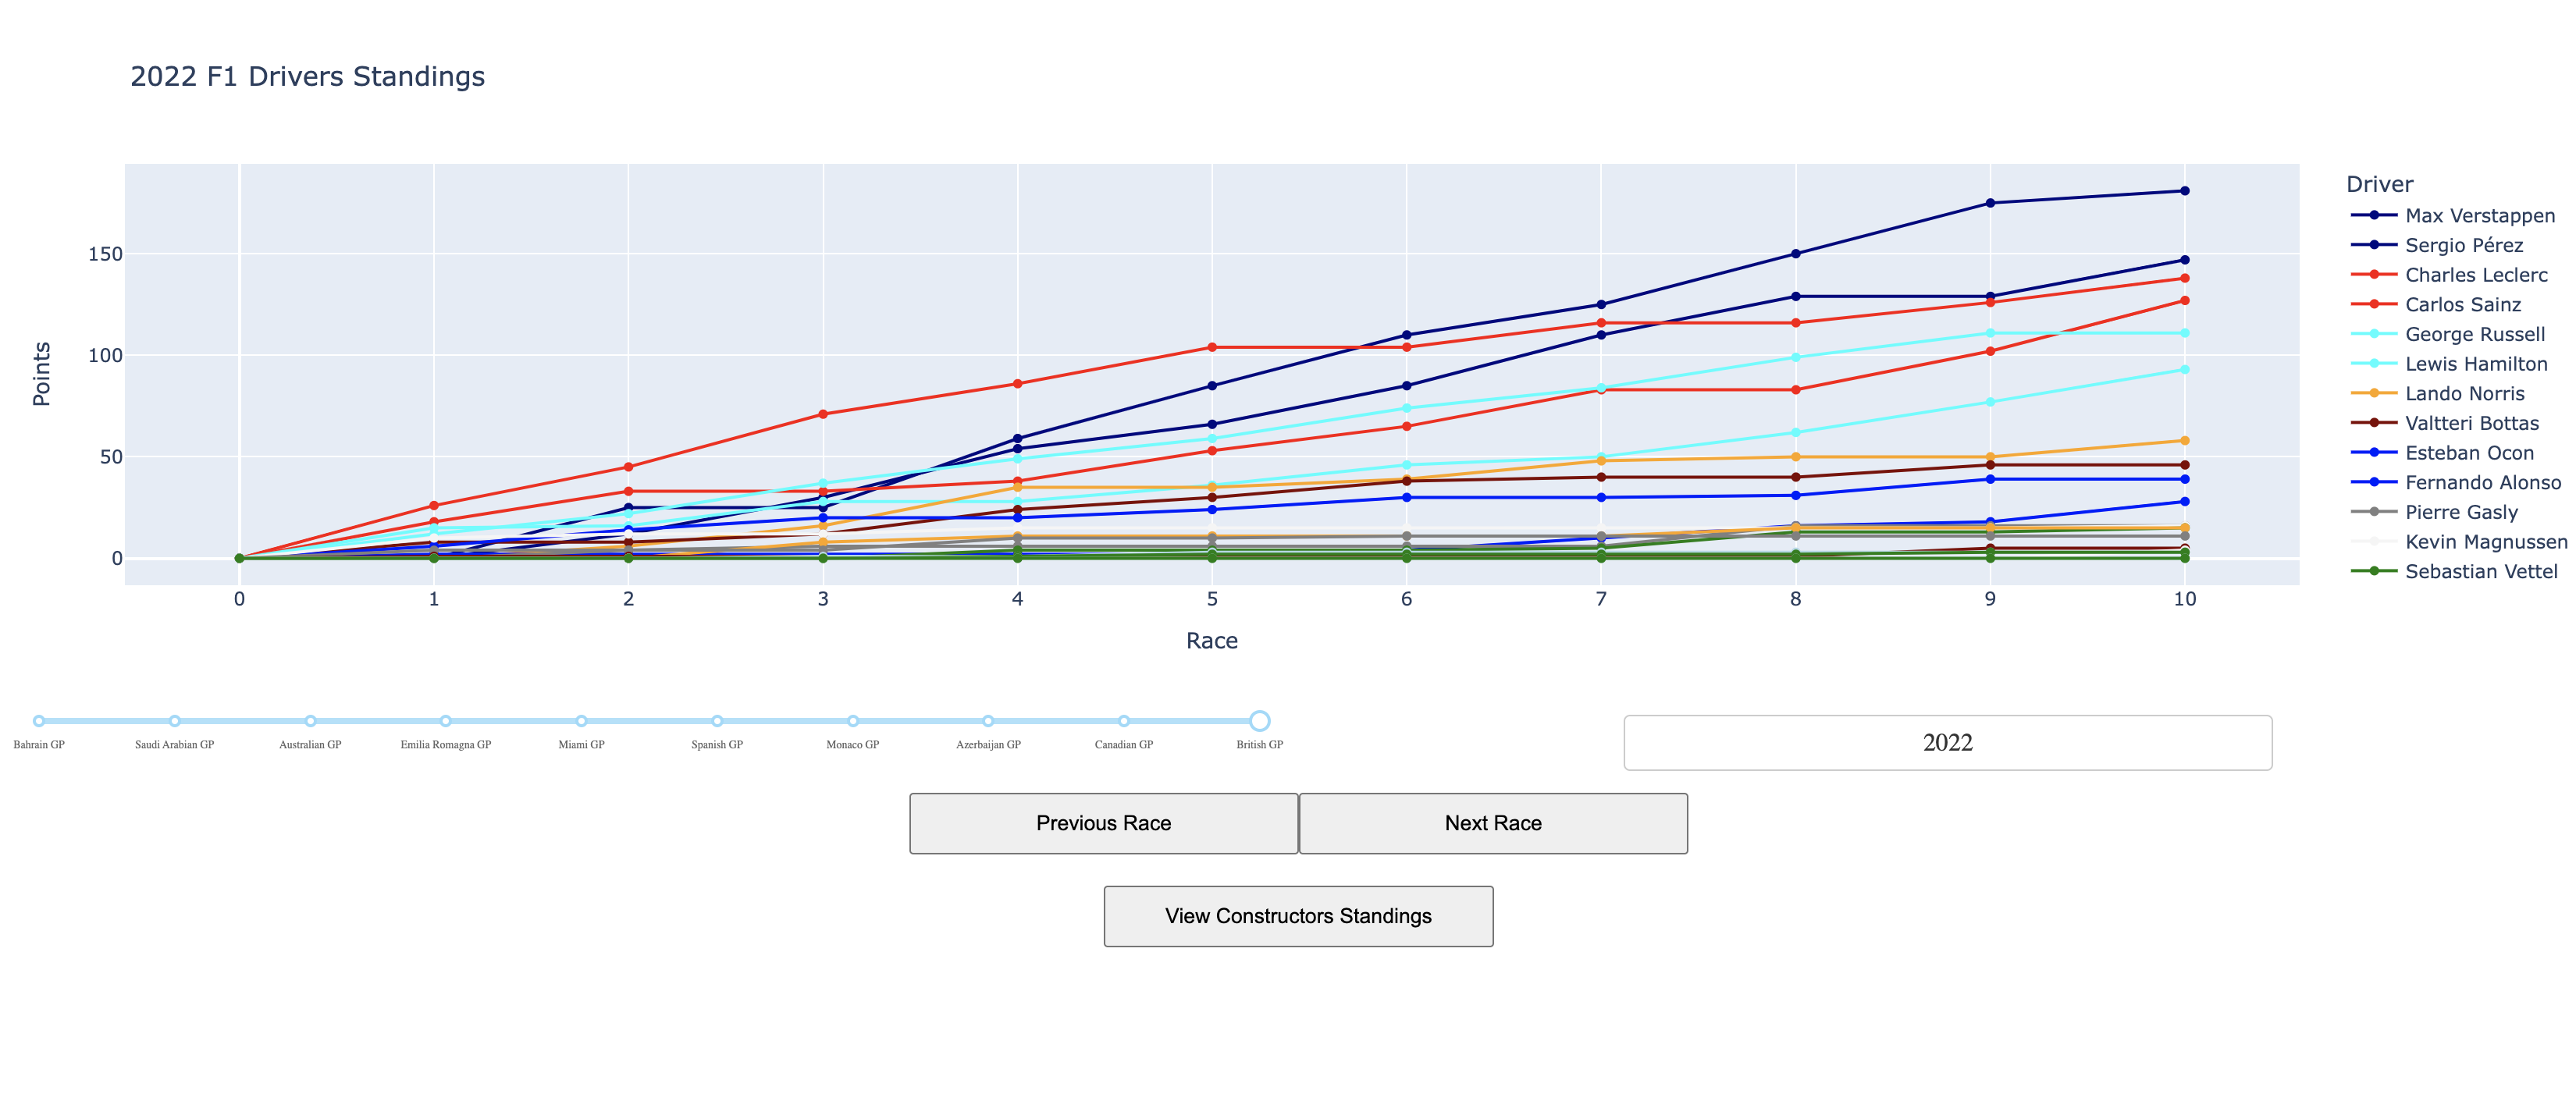 2022 F1 Drivers Standings
Points
150
100
50
0
0 1 2 3 4 5 6 7 8 9 10
Race
Driver
Max Verstappen
Sergio Pérez
Charles Leclerc
Carlos Sainz
George Russell
Lewis Hamilton
Lando Norris
Valtteri Bottas
Esteban Ocon
Fernando Alonso
Pierre Gasly
Kevin Magnussen
Sebastian Vettel
Bahrain GP Saudi Arabian GP Australian GP Emilia Romagna GP Miami GP Spanish GP Monaco GP Azerbaijan GP Canadian GP British GP
2022
Previous Race Next Race
View Constructors Standings